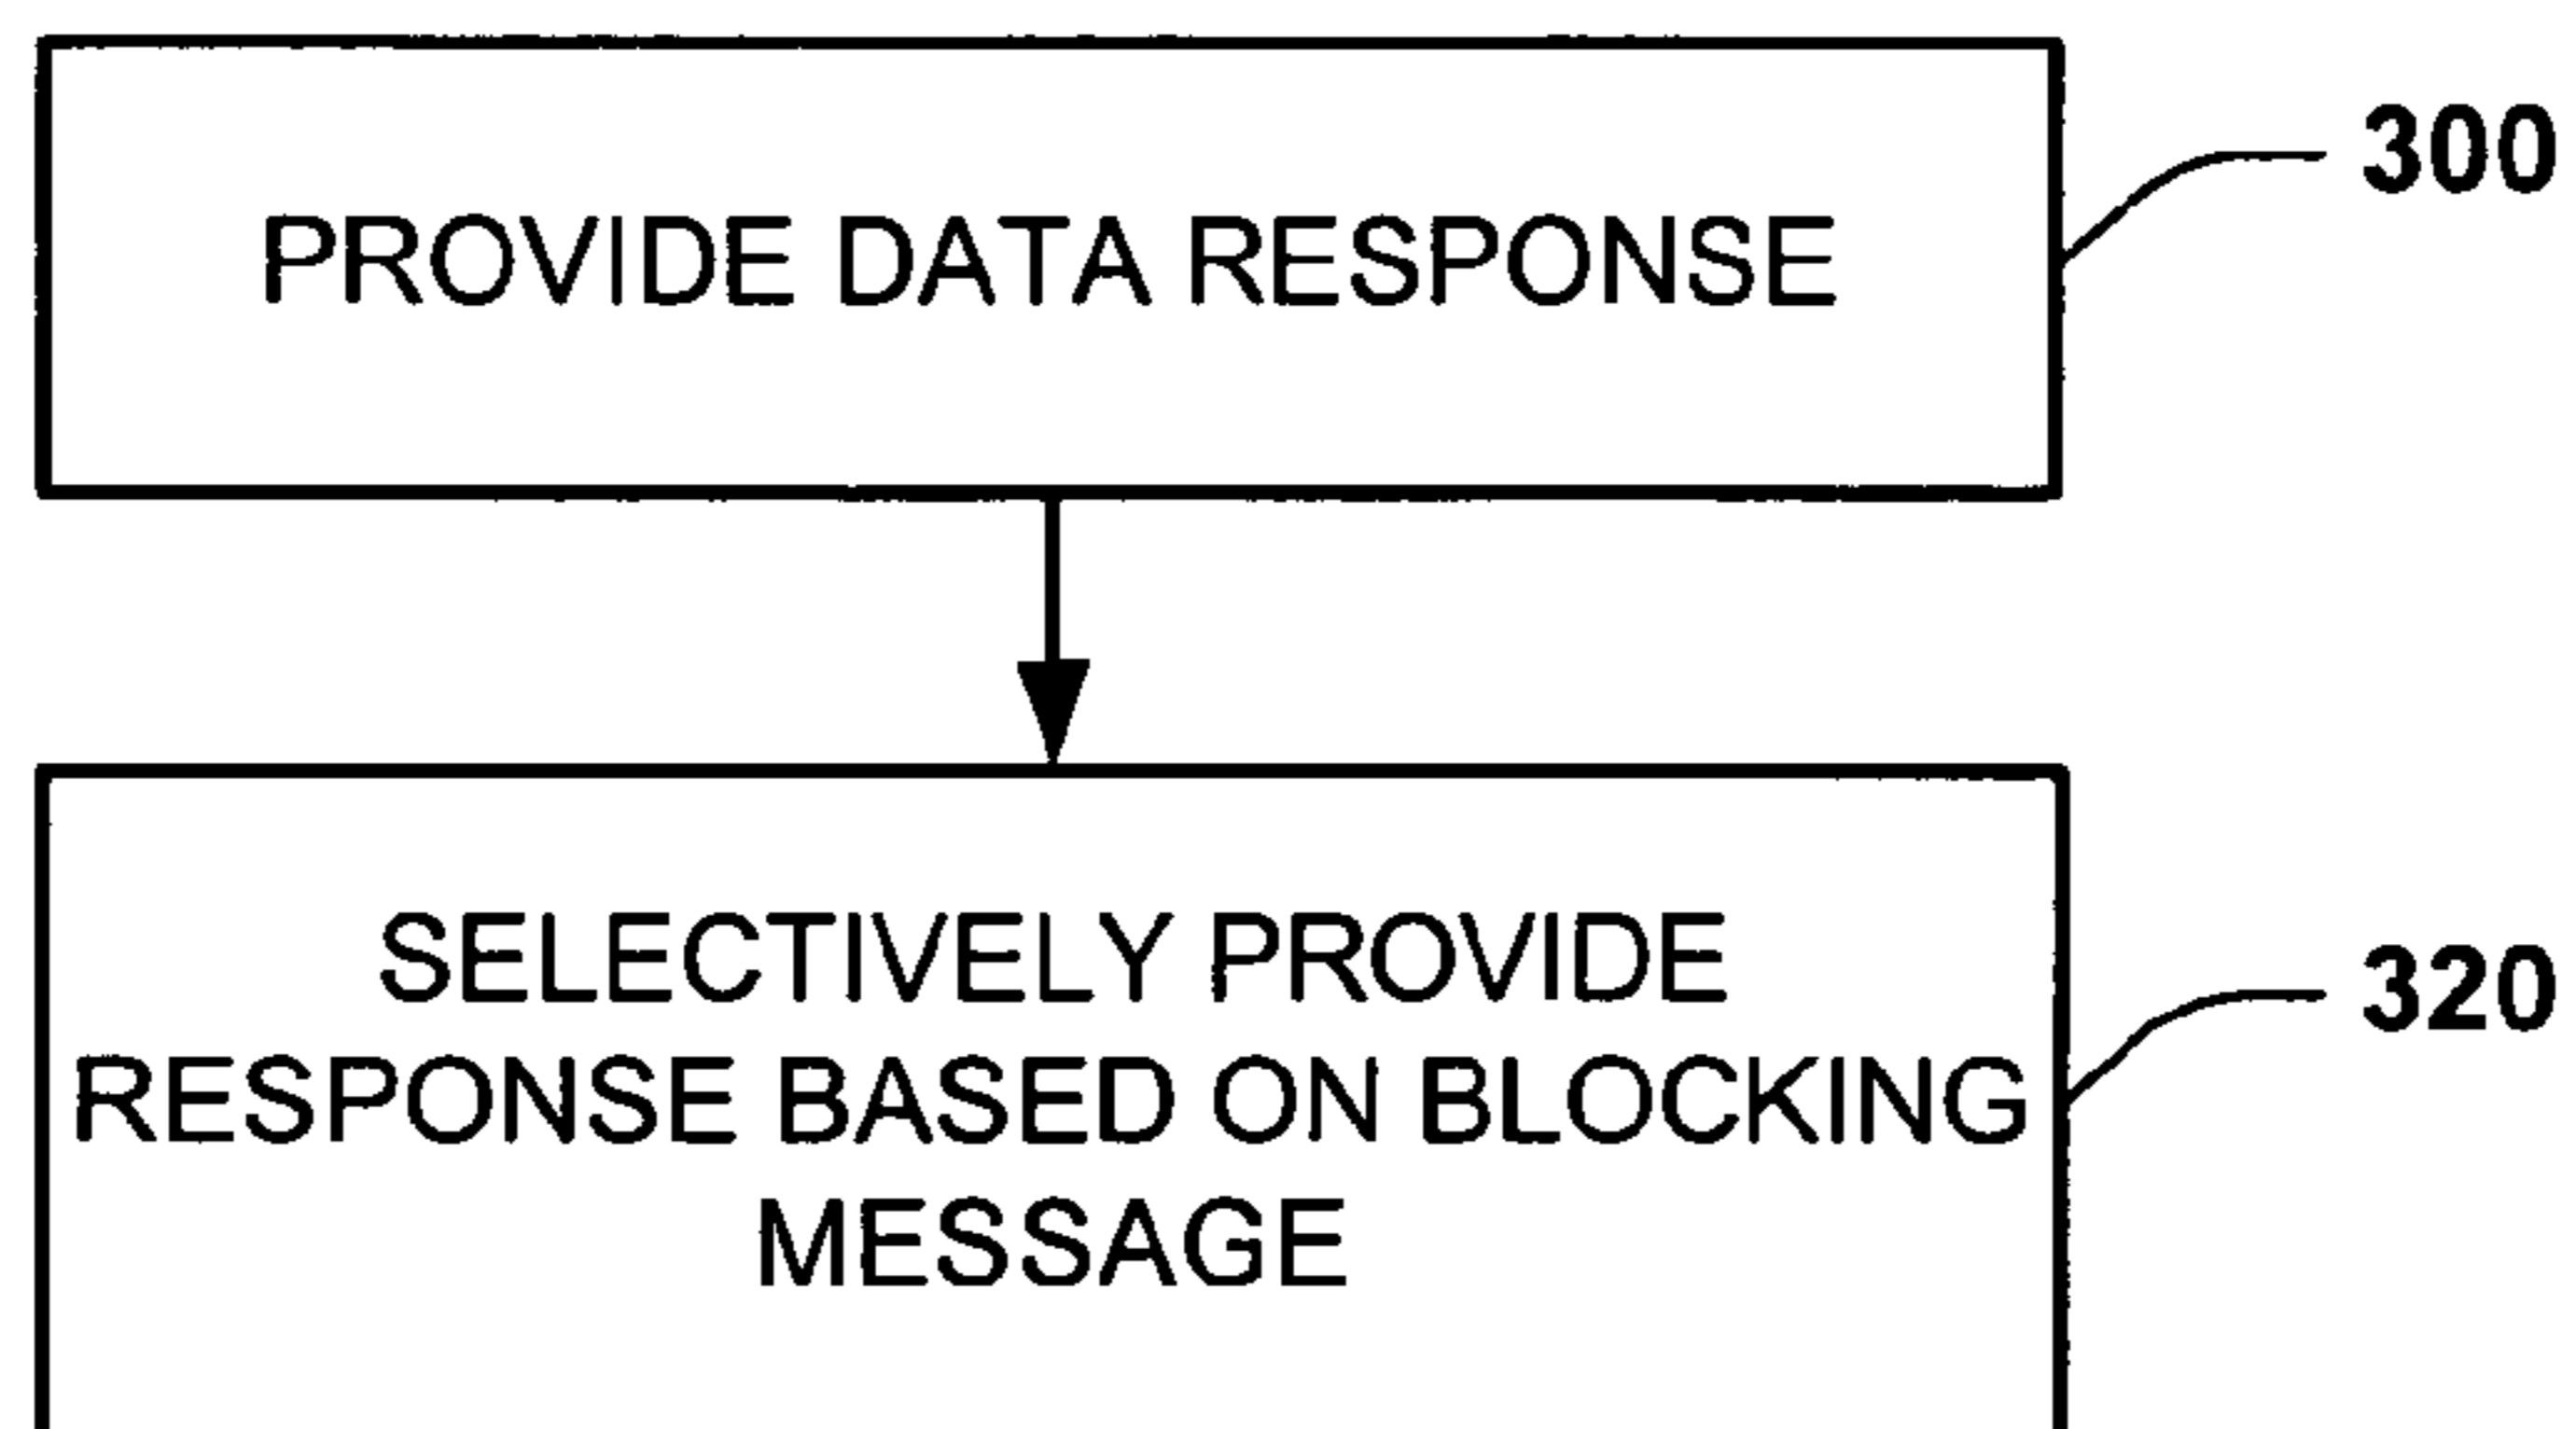 300
PROVIDE DATA RESPONSE
SELECTIVELY PROVIDE
320
RESPONSE BASED ON BLOCKING
MESSAGE